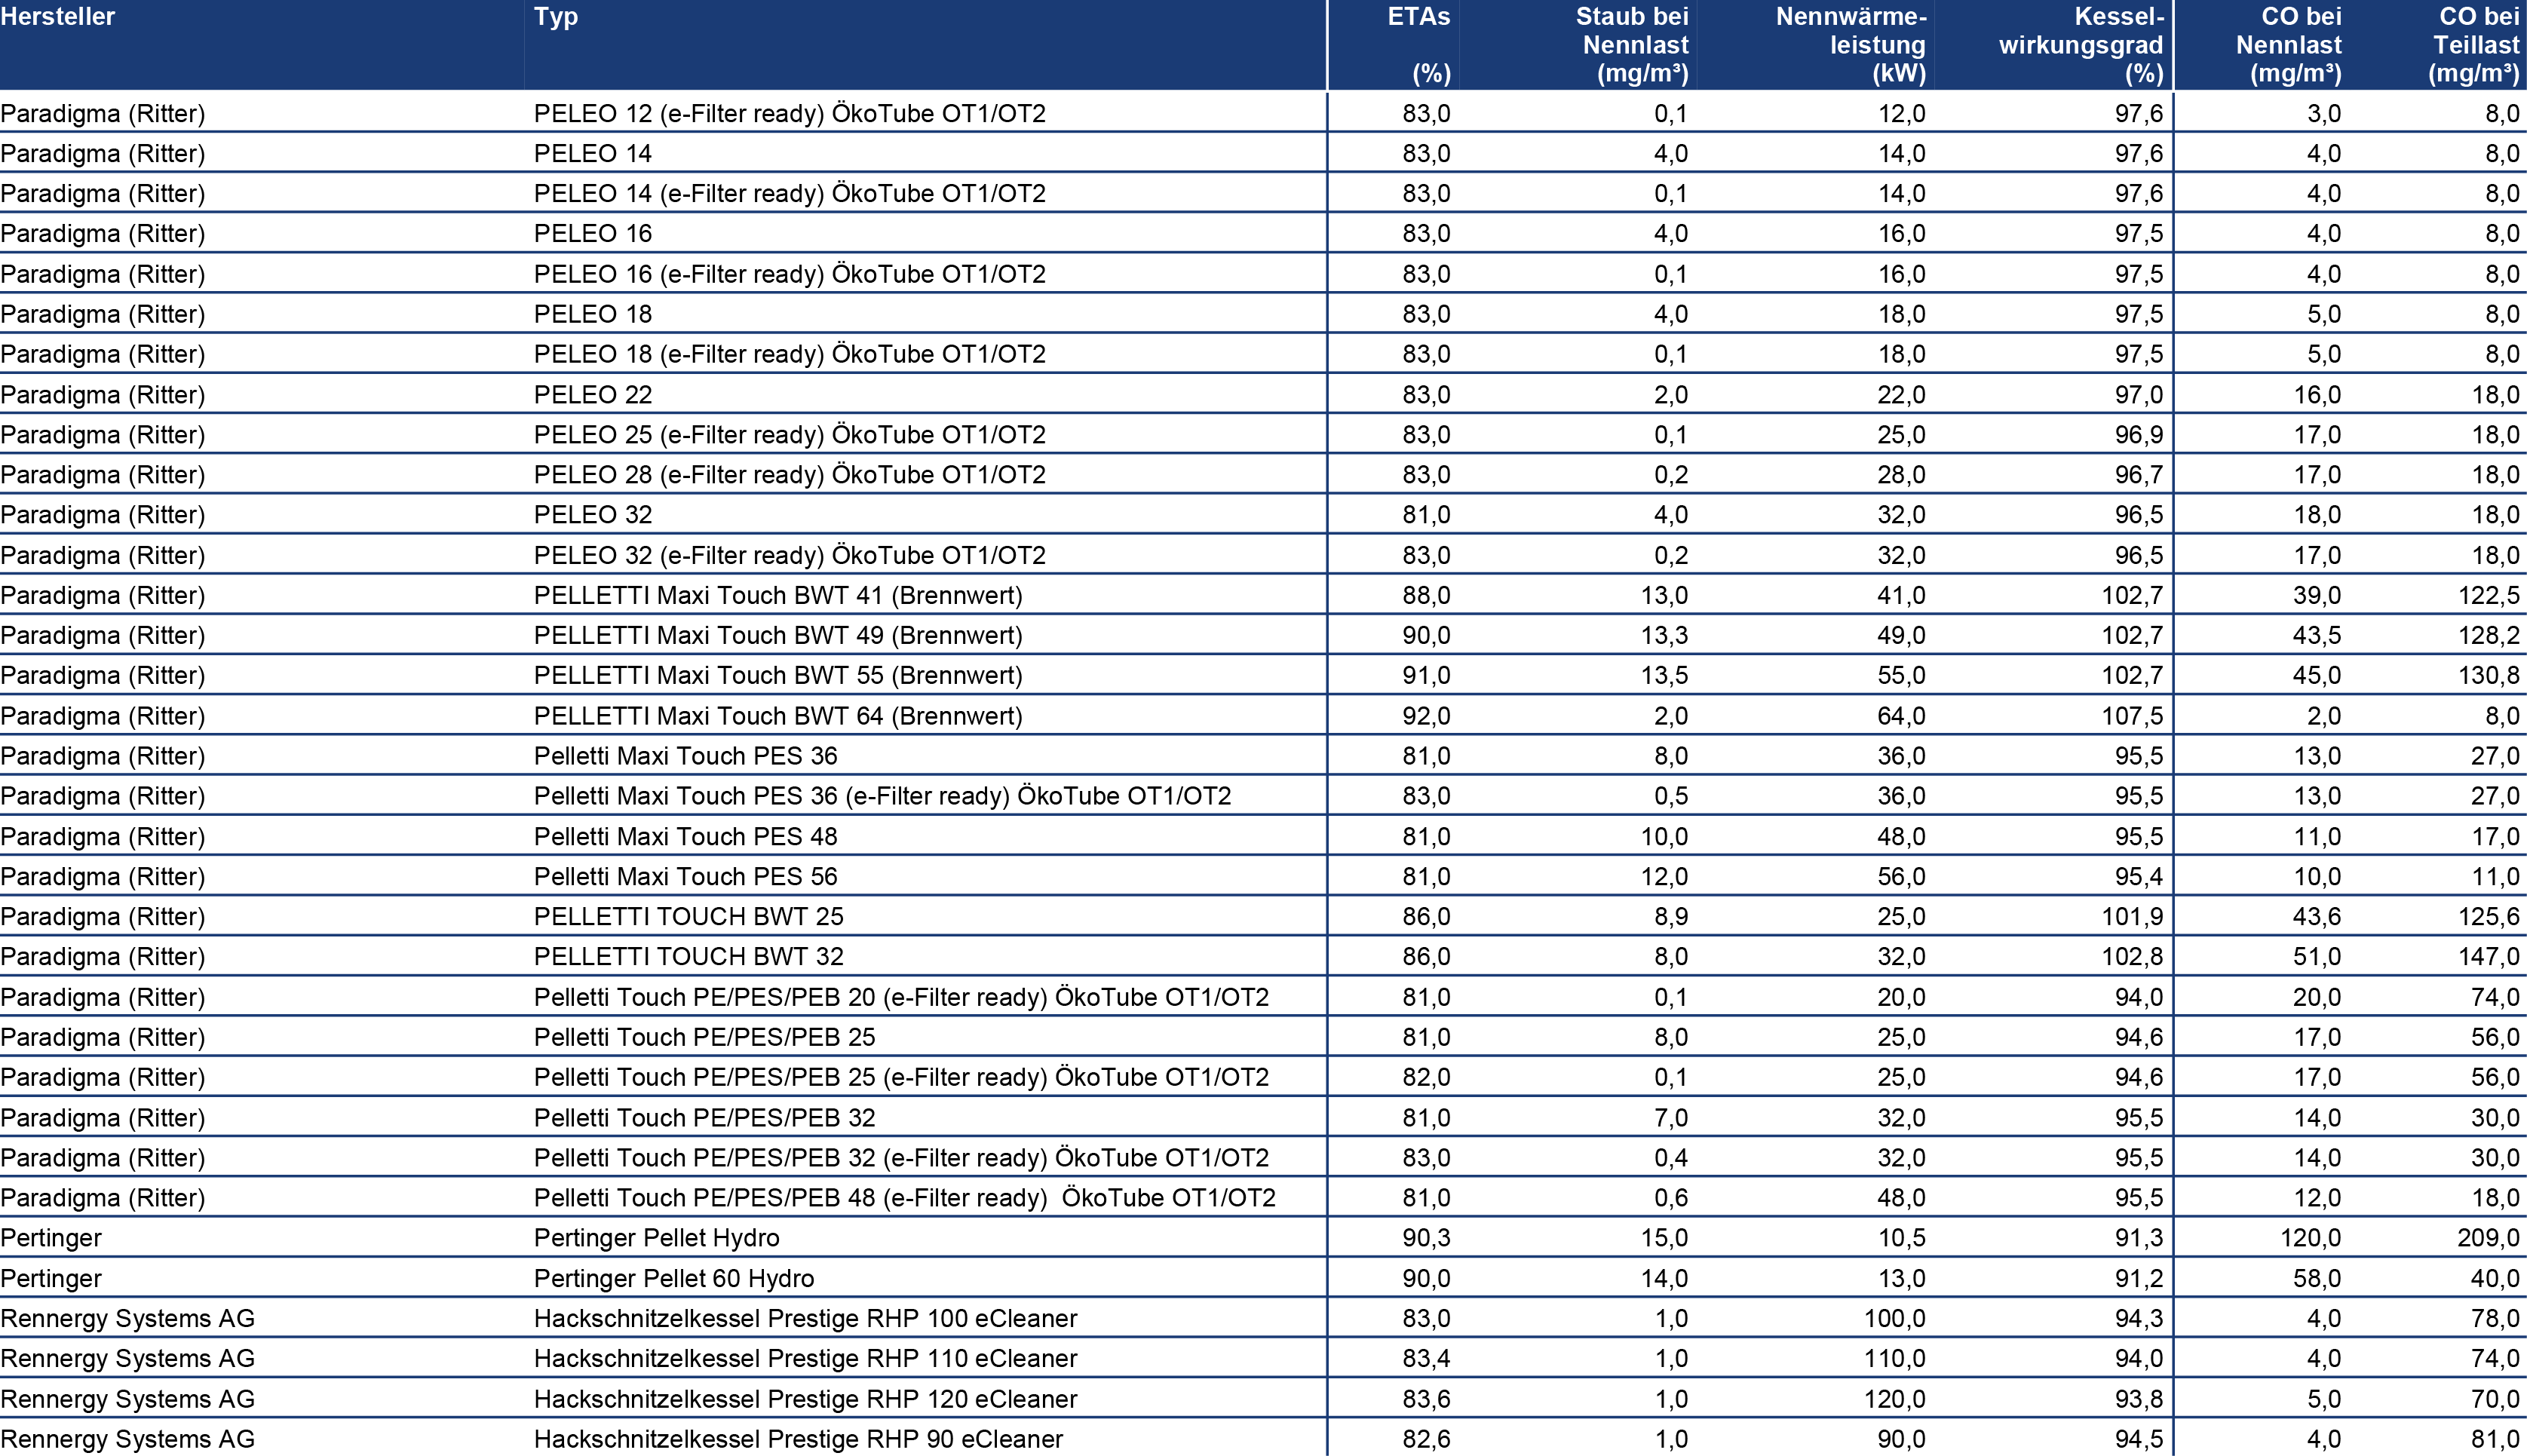 Hersteller Typ ETAs (%) Staub bei Nennlast (mg/m³) Nennwärme-leistung (kW) Kessel-wirkungsgrad (%) CO bei Nennlast (mg/m³) CO bei Teillast (mg/m³)
Paradigma (Ritter) PELEO 12 (e-Filter ready) ÖkoTube OT1/OT2 83,0 0,1 12,0 97,6 3,0 8,0
Paradigma (Ritter) PELEO 14 83,0 4,0 14,0 97,6 4,0 8,0
Paradigma (Ritter) PELEO 14 (e-Filter ready) ÖkoTube OT1/OT2 83,0 0,1 14,0 97,6 4,0 8,0
Paradigma (Ritter) PELEO 16 83,0 4,0 16,0 97,5 4,0 8,0
Paradigma (Ritter) PELEO 16 (e-Filter ready) ÖkoTube OT1/OT2 83,0 0,1 16,0 97,5 4,0 8,0
Paradigma (Ritter) PELEO 18 83,0 4,0 18,0 97,5 5,0 8,0
Paradigma (Ritter) PELEO 18 (e-Filter ready) ÖkoTube OT1/OT2 83,0 0,1 18,0 97,5 5,0 8,0
Paradigma (Ritter) PELEO 22 83,0 2,0 22,0 97,0 16,0 18,0
Paradigma (Ritter) PELEO 25 (e-Filter ready) ÖkoTube OT1/OT2 83,0 0,1 25,0 96,9 17,0 18,0
Paradigma (Ritter) PELEO 28 (e-Filter ready) ÖkoTube OT1/OT2 83,0 0,2 28,0 96,7 17,0 18,0
Paradigma (Ritter) PELEO 32 81,0 4,0 32,0 96,5 18,0 18,0
Paradigma (Ritter) PELEO 32 (e-Filter ready) ÖkoTube OT1/OT2 83,0 0,2 32,0 96,5 17,0 18,0
Paradigma (Ritter) PELLETTI Maxi Touch BWT 41 (Brennwert) 88,0 13,0 41,0 102,7 39,0 122,5
Paradigma (Ritter) PELLETTI Maxi Touch BWT 49 (Brennwert) 90,0 13,3 49,0 102,7 43,5 128,2
Paradigma (Ritter) PELLETTI Maxi Touch BWT 55 (Brennwert) 91,0 13,5 55,0 102,7 45,0 130,8
Paradigma (Ritter) PELLETTI Maxi Touch BWT 64 (Brennwert) 92,0 2,0 64,0 107,5 2,0 8,0
Paradigma (Ritter) Pelletti Maxi Touch PES 36 81,0 8,0 36,0 95,5 13,0 27,0
Paradigma (Ritter) Pelletti Maxi Touch PES 36 (e-Filter ready) ÖkoTube OT1/OT2 83,0 0,5 36,0 95,5 13,0 27,0
Paradigma (Ritter) Pelletti Maxi Touch PES 48 81,0 10,0 48,0 95,5 11,0 17,0
Paradigma (Ritter) Pelletti Maxi Touch PES 56 81,0 12,0 56,0 95,4 10,0 11,0
Paradigma (Ritter) PELLETTI TOUCH BWT 25 86,0 8,9 25,0 101,9 43,6 125,6
Paradigma (Ritter) PELLETTI TOUCH BWT 32 86,0 8,0 32,0 102,8 51,0 147,0
Paradigma (Ritter) Pelletti Touch PE/PES/PEB 20 (e-Filter ready) ÖkoTube OT1/OT2 81,0 0,1 20,0 94,0 20,0 74,0
Paradigma (Ritter) Pelletti Touch PE/PES/PEB 25 81,0 8,0 25,0 94,6 17,0 56,0
Paradigma (Ritter) Pelletti Touch PE/PES/PEB 25 (e-Filter ready) ÖkoTube OT1/OT2 82,0 0,1 25,0 94,6 17,0 56,0
Paradigma (Ritter) Pelletti Touch PE/PES/PEB 32 81,0 7,0 32,0 95,5 14,0 30,0
Paradigma (Ritter) Pelletti Touch PE/PES/PEB 32 (e-Filter ready) ÖkoTube OT1/OT2 83,0 0,4 32,0 95,5 14,0 30,0
Paradigma (Ritter) Pelletti Touch PE/PES/PEB 48 (e-Filter ready) ÖkoTube OT1/OT2 81,0 0,6 48,0 95,5 12,0 18,0
Pertinger Pertinger Pellet Hydro 90,3 15,0 10,5 91,3 120,0 209,0
Pertinger Pertinger Pellet 60 Hydro 90,0 14,0 13,0 91,2 58,0 40,0
Rennergy Systems AG Hackschnitzelkessel Prestige RHP 100 eCleaner 83,0 1,0 100,0 94,3 4,0 78,0
Rennergy Systems AG Hackschnitzelkessel Prestige RHP 110 eCleaner 83,4 1,0 110,0 94,0 4,0 74,0
Rennergy Systems AG Hackschnitzelkessel Prestige RHP 120 eCleaner 83,6 1,0 120,0 93,8 5,0 70,0
Rennergy Systems AG Hackschnitzelkessel Prestige RHP 90 eCleaner 82,6 1,0 90,0 94,5 4,0 81,0